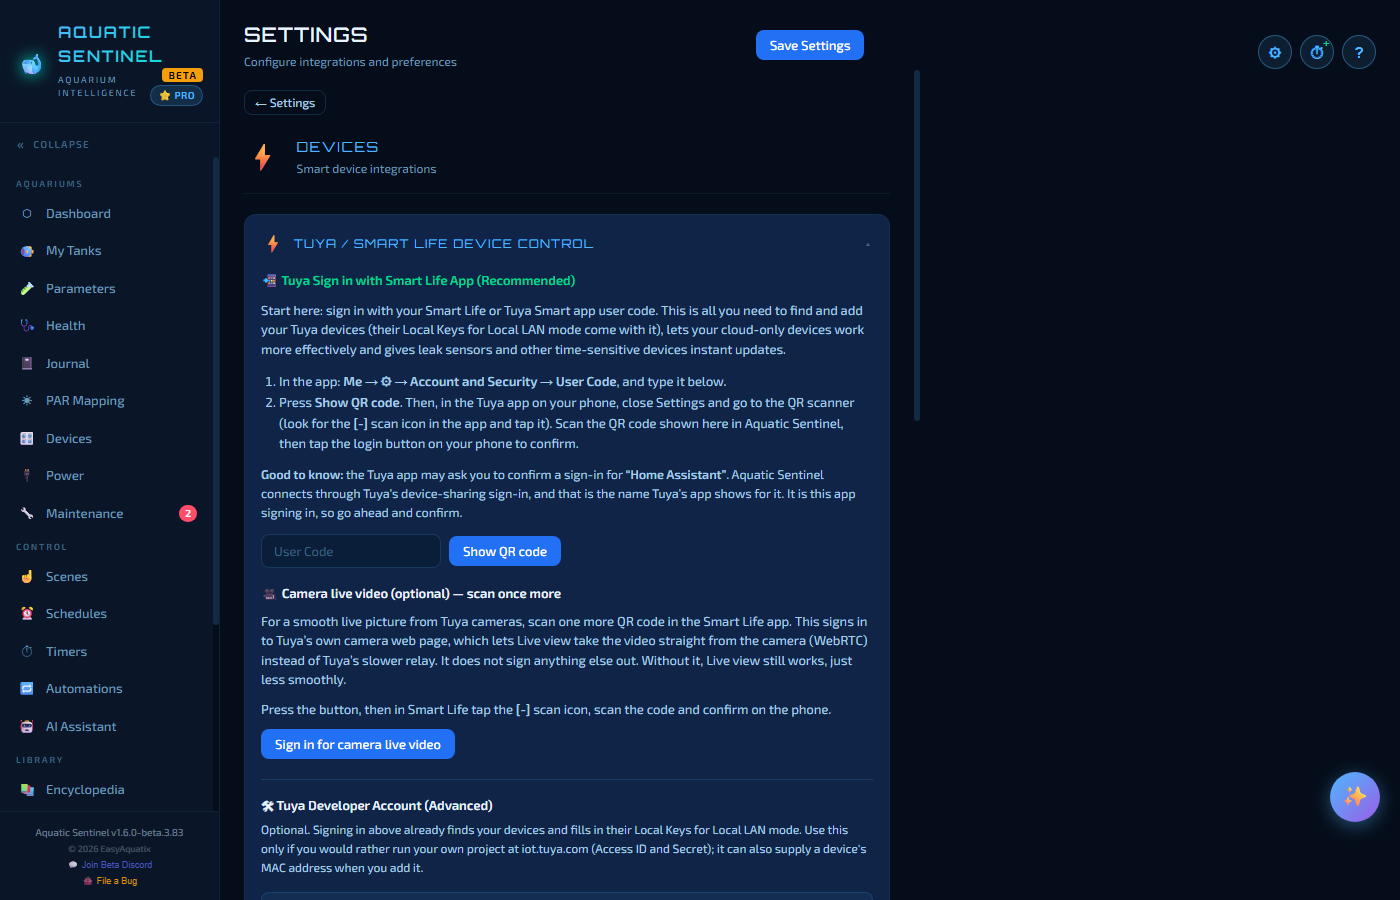 AQUATIC
SENTINEL
AQUARIUM
INTELLIGENCE
BETA
⭐ PRO
« COLLAPSE
AQUARIUMS
Dashboard
My Tanks
Parameters
Health
Journal
PAR Mapping
Devices
Power
Maintenance 2
CONTROL
Scenes
Schedules
Timers
Automations
AI Assistant
LIBRARY
Encyclopedia
Aquatic Sentinel v1.6.0-beta.3.83
© 2026 EasyAquatix
Join Beta Discord
File a Bug
SETTINGS
Configure integrations and preferences
Save Settings
← Settings
DEVICES
Smart device integrations
TUYA / SMART LIFE DEVICE CONTROL
Tuya Sign in with Smart Life App (Recommended)
Start here: sign in with your Smart Life or Tuya Smart app user code. This is all you need to find and add
your Tuya devices (their Local Keys for Local LAN mode come with it), lets your cloud-only devices work
more effectively and gives leak sensors and other time-sensitive devices instant updates.
1. In the app: Me → ⚙ → Account and Security → User Code, and type it below.
2. Press Show QR code. Then, in the Tuya app on your phone, close Settings and go to the QR scanner
(look for the [-] scan icon in the app and tap it). Scan the QR code shown here in Aquatic Sentinel,
then tap the login button on your phone to confirm.
Good to know: the Tuya app may ask you to confirm a sign-in for “Home Assistant”. Aquatic Sentinel
connects through Tuya's device-sharing sign-in, and that is the name Tuya's app shows for it. It is this app
signing in, so go ahead and confirm.
User Code
Show QR code
Camera live video (optional) — scan once more
For a smooth live picture from Tuya cameras, scan one more QR code in the Smart Life app. This signs in
to Tuya's own camera web page, which lets Live view take the video straight from the camera (WebRTC)
instead of Tuya's slower relay. It does not sign anything else out. Without it, Live view still works, just
less smoothly.
Press the button, then in Smart Life tap the [-] scan icon, scan the code and confirm on the phone.
Sign in for camera live video
🛠 Tuya Developer Account (Advanced)
Optional. Signing in above already finds your devices and fills in their Local Keys for Local LAN mode. Use this
only if you would rather run your own project at iot.tuya.com (Access ID and Secret); it can also supply a device's
MAC address when you add it.
?